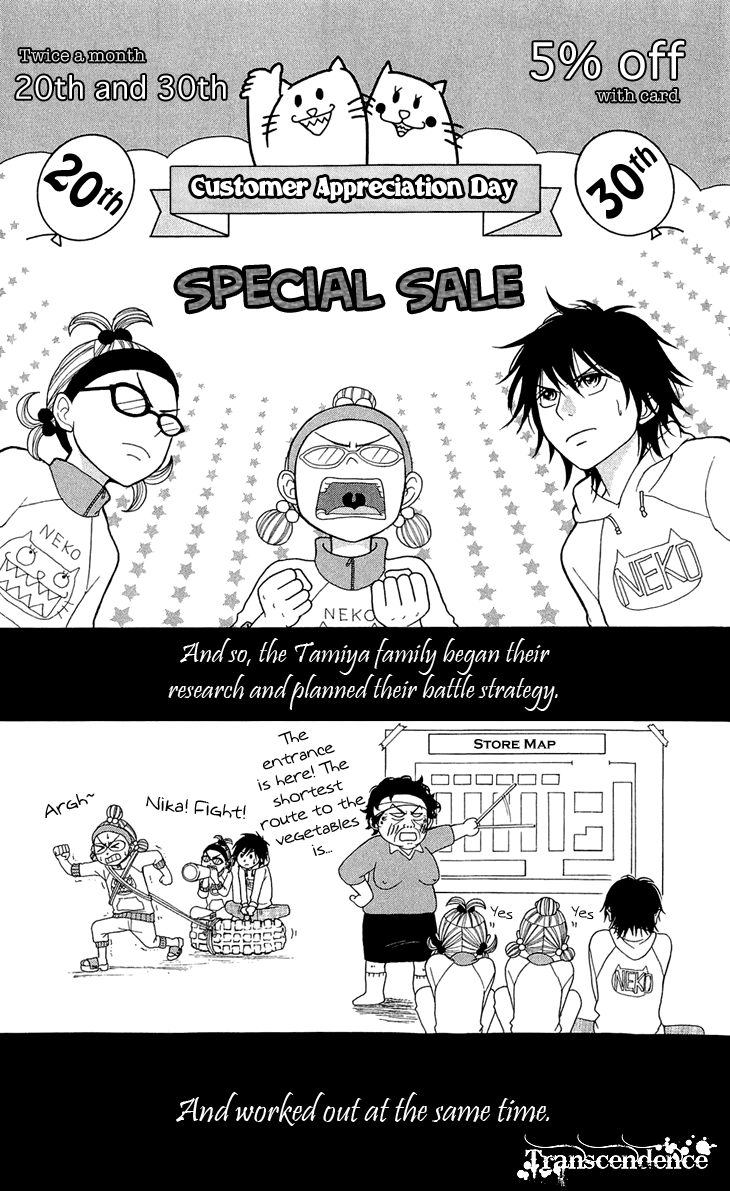 Twice a month
20th and 30th
5% off
with card
20th
Customer Appreciation Day
30th
SPECIAL SALE
NEKO
NEKO
NEKO
And so, the Tamiya family began their
research and planned their battle strategy.
Argh~
Nika! Fight!
The
entrance
is here! The
shortest
route to the
vegetables
is...
STORE MAP
Yes
Yes
NEKO
And worked out at the same time.
Transcendence